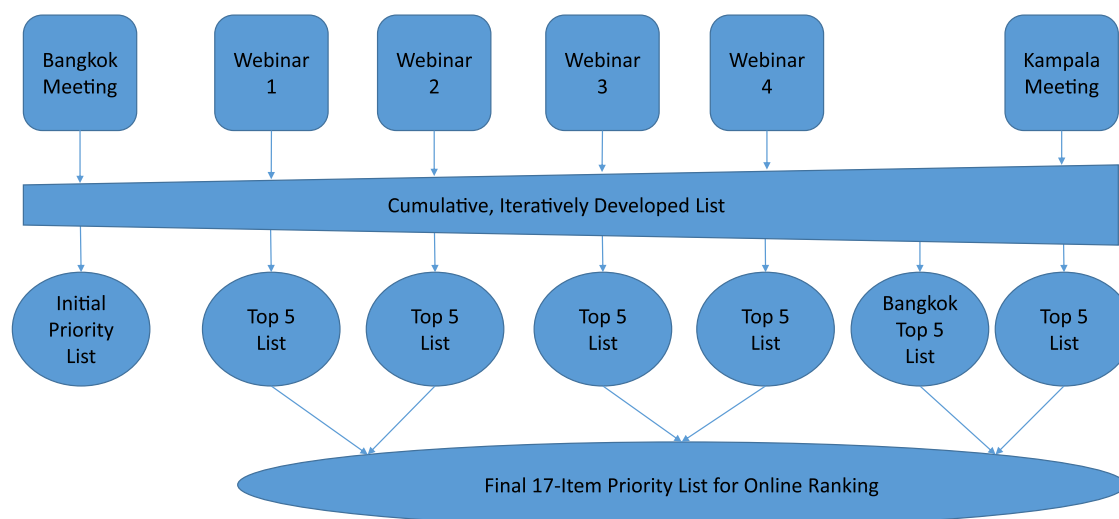 Bangkok
Meeting
Webinar
1
Webinar
2
Webinar
3
Webinar
4
Kampala
Meeting
Cumulative, Iteratively Developed List
Initial
Priority
List
Top 5
List
Top 5
List
Top 5
List
Top 5
List
Bangkok
Top 5
List
Top 5
List
Final 17-Item Priority List for Online Ranking